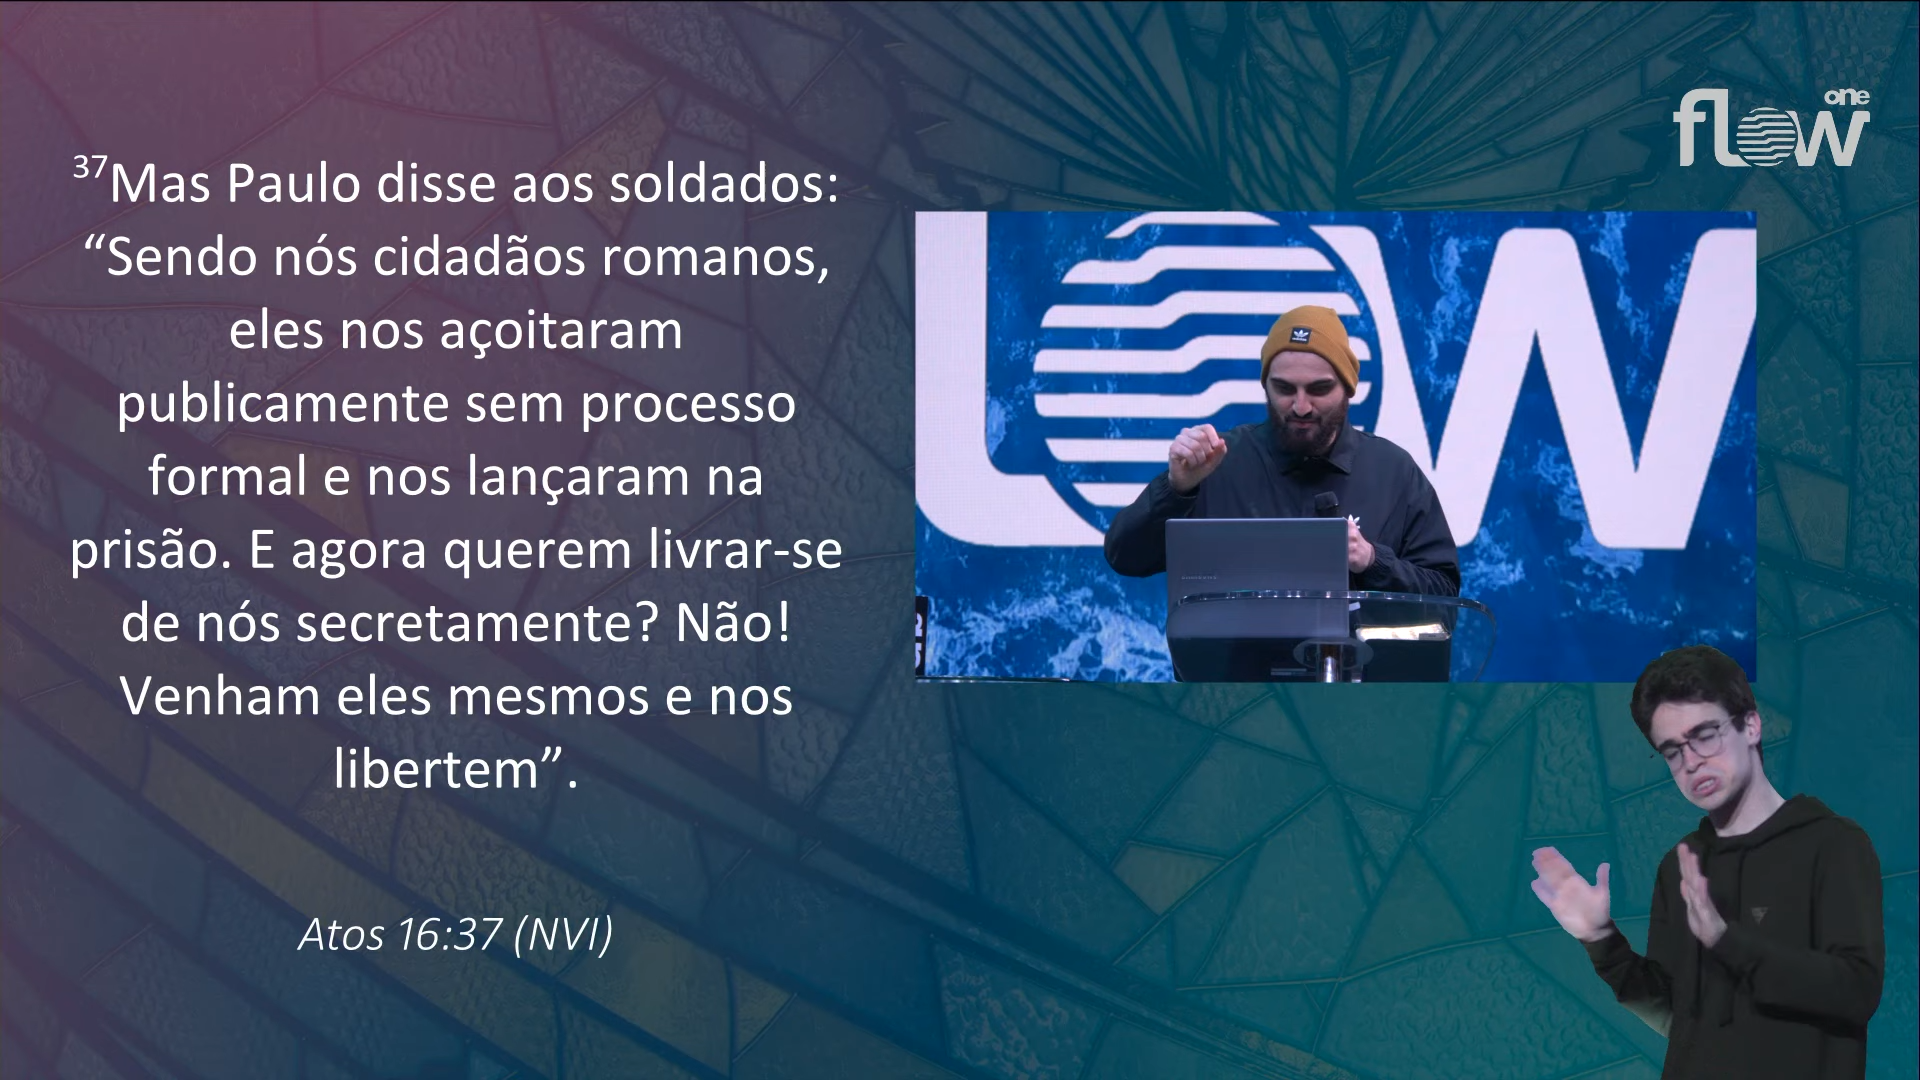 ³⁷Mas Paulo disse aos soldados:
“Sendo nós cidadãos romanos,
eles nos açoitaram
publicamente sem processo
formal e nos lançaram na
prisão. E agora querem livrar-se
de nós secretamente? Não!
Venham eles mesmos e nos
libertem”.
Atos 16:37 (NVI)
one
flow
LOW
SAMSUNG